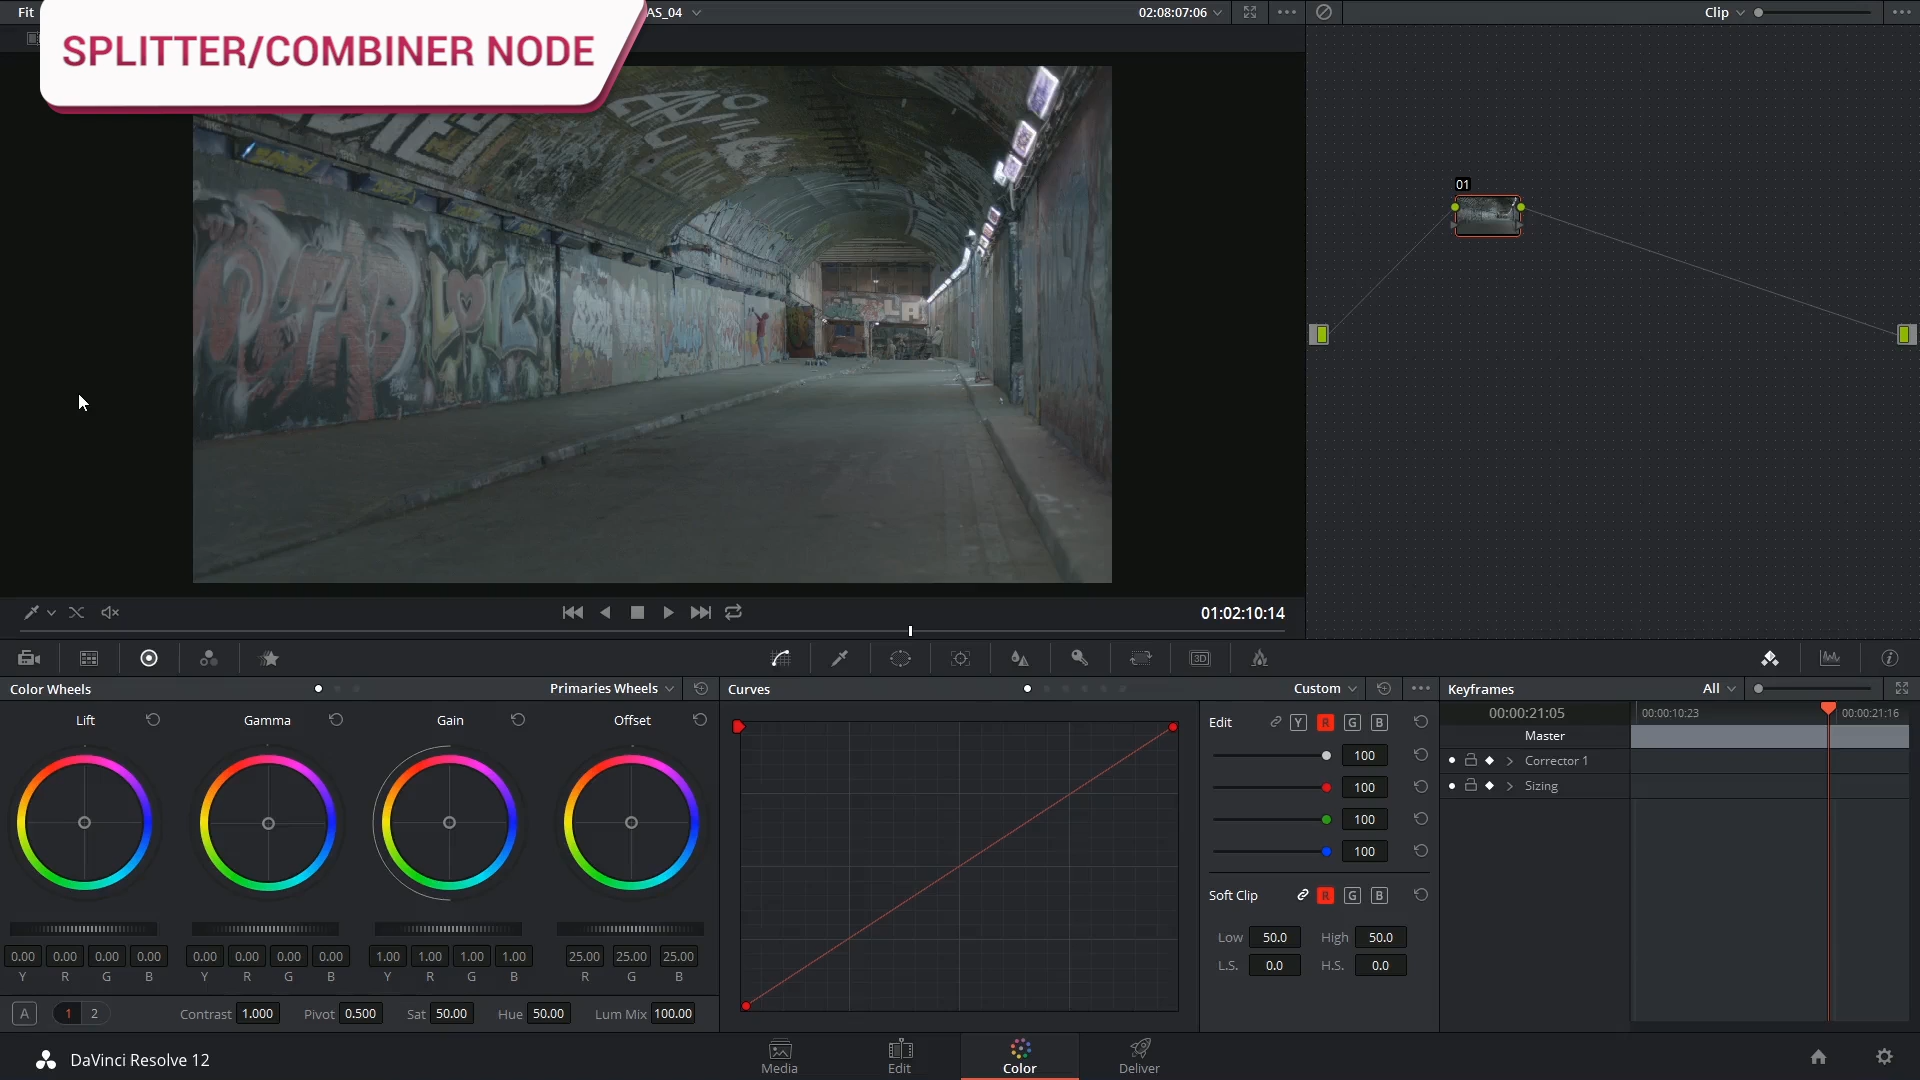 Fit
AS_04
02:08:07:06
Clip
SPLITTER/COMBINER NODE
01
01:02:10:14
3D
Color Wheels
Primaries Wheels
Curves
Custom
Keyframes
All
Lift
Gamma
Gain
Offset
Edit
Y R G B
00:00:21:05
00:00:10:23
00:00:21:16
Master
100
Corrector 1
100
Sizing
100
100
Soft Clip
R G B
Low 50.0 High 50.0
L.S. 0.0 H.S. 0.0
0.00 0.00 0.00 0.00 0.00 0.00 0.00 0.00 1.00 1.00 1.00 1.00 25.00 25.00 25.00
Y R G B Y R G B Y R G B R G B
A 1 2 Contrast 1.000 Pivot 0.500 Sat 50.00 Hue 50.00 Lum Mix 100.00
DaVinci Resolve 12
Media
Edit
Color
Deliver